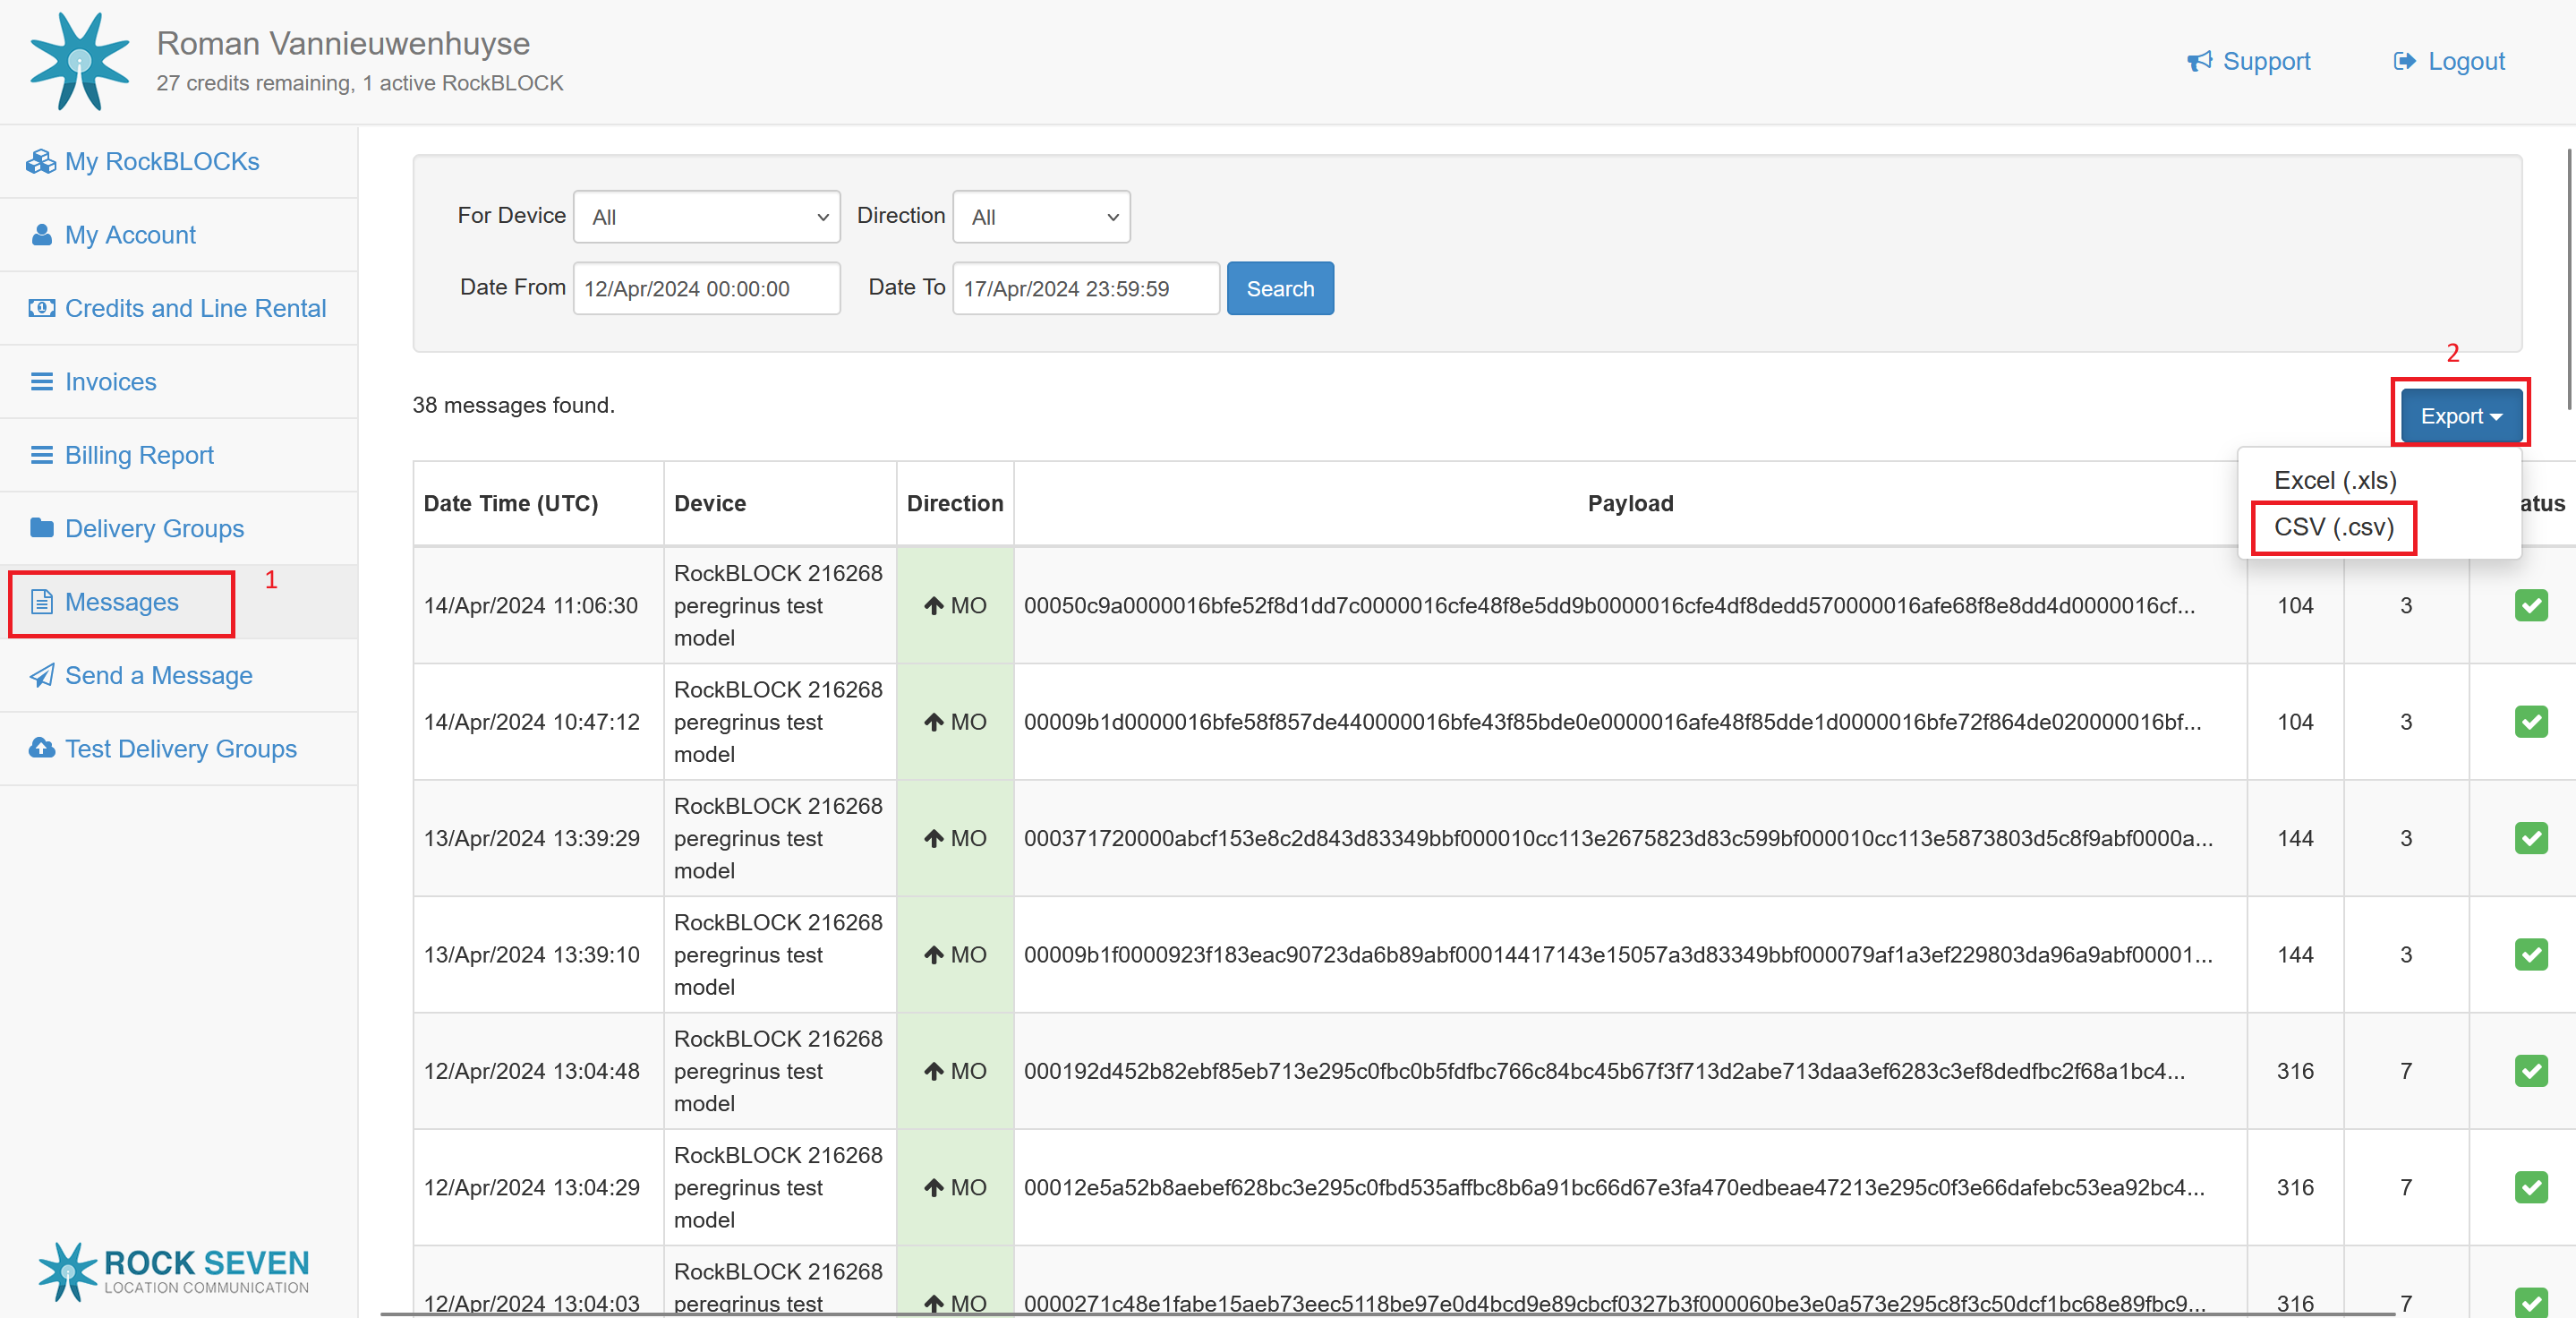 Roman Vannieuwenhuyse
27 credits remaining, 1 active RockBLOCK
Support
Logout
My RockBLOCKs
My Account
Credits and Line Rental
Invoices
Billing Report
Delivery Groups
Messages
1
Send a Message
Test Delivery Groups
ROCK SEVEN
LOCATION COMMUNICATION
For Device All Direction All
Date From 12/Apr/2024 00:00:00 Date To 17/Apr/2024 23:59:59 Search
2
38 messages found.
Export
Excel (.xls)
CSV (.csv)
Date Time (UTC) Device Direction Payload atus
14/Apr/2024 11:06:30 RockBLOCK 216268 peregrinus test model MO 00050c9a0000016bfe52f8d1dd7c0000016cfe48f8e5dd9b0000016cfe4df8dedd570000016afe68f8e8dd4d0000016cf... 104 3
14/Apr/2024 10:47:12 RockBLOCK 216268 peregrinus test model MO 00009b1d0000016bfe58f857de440000016bfe43f85bde0e0000016afe48f85dde1d0000016bfe72f864de020000016bf... 104 3
13/Apr/2024 13:39:29 RockBLOCK 216268 peregrinus test model MO 000371720000abcf153e8c2d843d83349bbf000010cc113e2675823d83c599bf000010cc113e5873803d5c8f9abf0000a... 144 3
13/Apr/2024 13:39:10 RockBLOCK 216268 peregrinus test model MO 00009b1f0000923f183eac90723da6b89abf00014417143e15057a3d83349bbf000079af1a3ef229803da96a9abf00001... 144 3
12/Apr/2024 13:04:48 RockBLOCK 216268 peregrinus test model MO 000192d452b82ebf85eb713e295c0fbc0b5fdfbc766c84bc45b67f3f713d2abe713daa3ef6283c3ef8dedfbc2f68a1bc4... 316 7
12/Apr/2024 13:04:29 RockBLOCK 216268 peregrinus test model MO 00012e5a52b8aebef628bc3e295c0fbd535affbc8b6a91bc66d67e3fa470edbeae47213e295c0f3e66dafebc53ea92bc4... 316 7
12/Apr/2024 13:04:03 RockBLOCK 216268 peregrinus test MO 0000271c48e1fabe15aeb73eec5118be97e0d4bcd9e89cbcf0327b3f000060be3e0a573e295c8f3c50dcf1bc68e89fbc9... 316 7